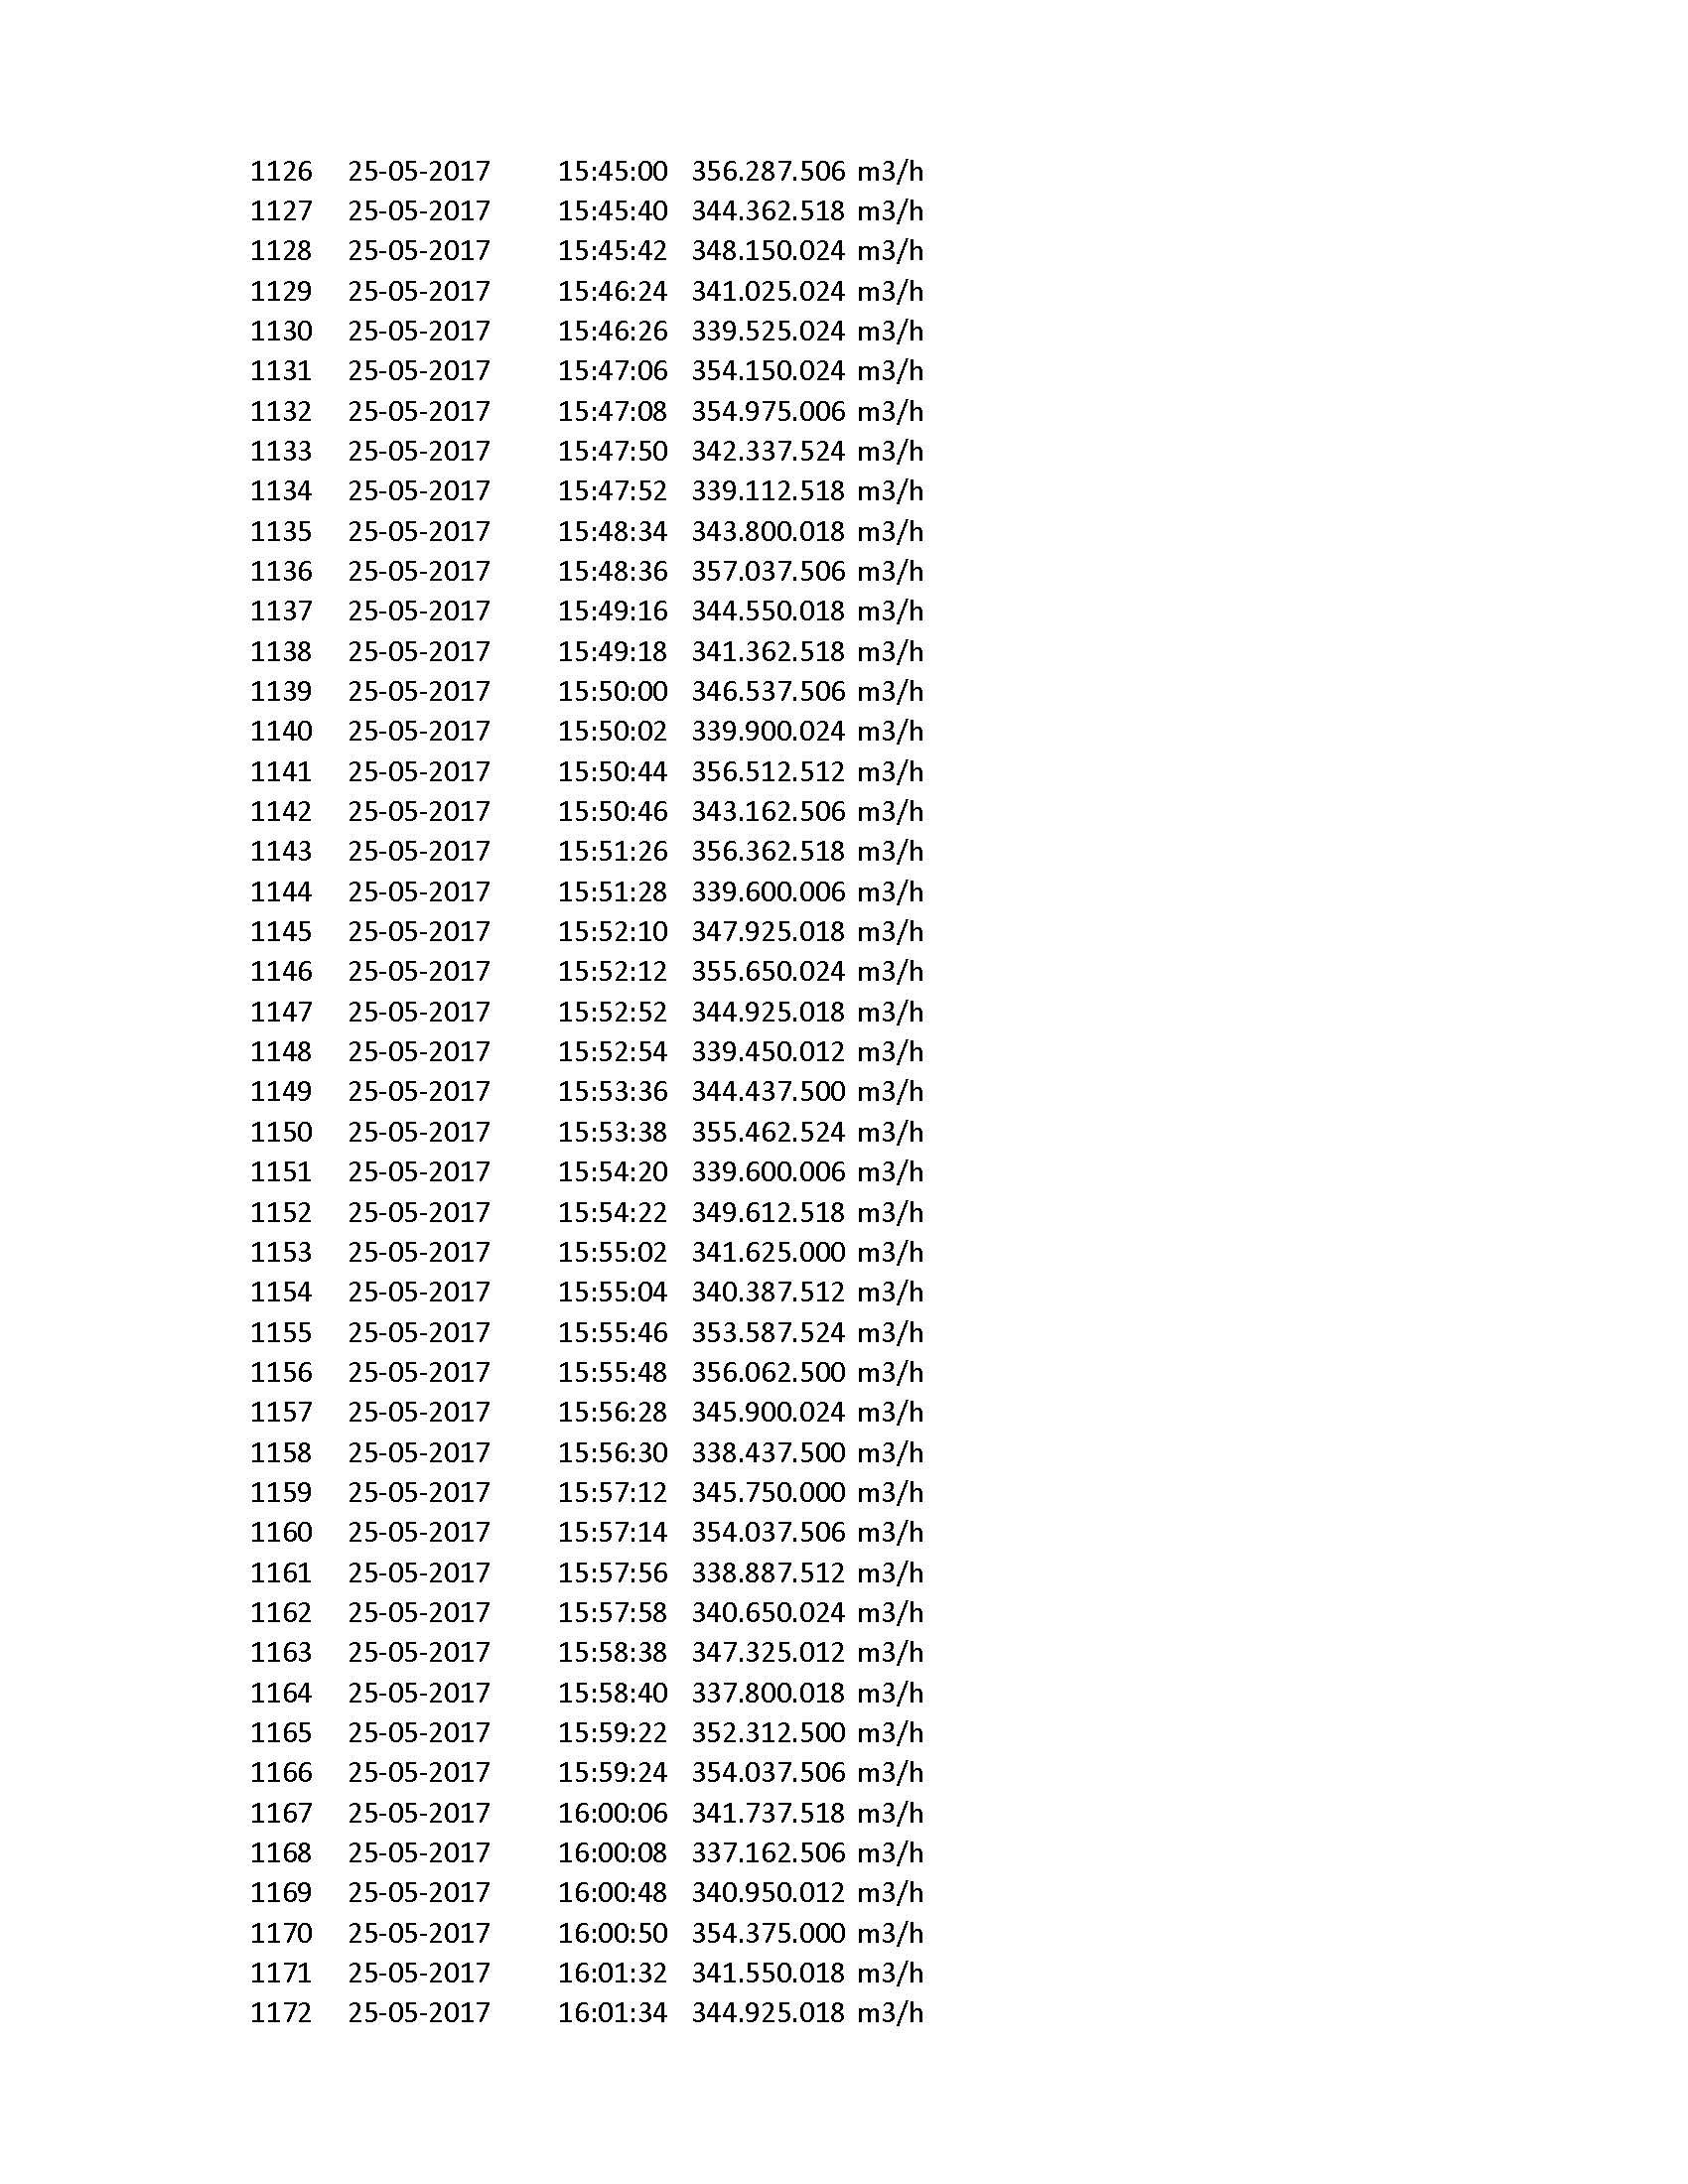 1126 25-05-2017 15:45:00 356.287.506 m3/h
1127 25-05-2017 15:45:40 344.362.518 m3/h
1128 25-05-2017 15:45:42 348.150.024 m3/h
1129 25-05-2017 15:46:24 341.025.024 m3/h
1130 25-05-2017 15:46:26 339.525.024 m3/h
1131 25-05-2017 15:47:06 354.150.024 m3/h
1132 25-05-2017 15:47:08 354.975.006 m3/h
1133 25-05-2017 15:47:50 342.337.524 m3/h
1134 25-05-2017 15:47:52 339.112.518 m3/h
1135 25-05-2017 15:48:34 343.800.018 m3/h
1136 25-05-2017 15:48:36 357.037.506 m3/h
1137 25-05-2017 15:49:16 344.550.018 m3/h
1138 25-05-2017 15:49:18 341.362.518 m3/h
1139 25-05-2017 15:50:00 346.537.506 m3/h
1140 25-05-2017 15:50:02 339.900.024 m3/h
1141 25-05-2017 15:50:44 356.512.512 m3/h
1142 25-05-2017 15:50:46 343.162.506 m3/h
1143 25-05-2017 15:51:26 356.362.518 m3/h
1144 25-05-2017 15:51:28 339.600.006 m3/h
1145 25-05-2017 15:52:10 347.925.018 m3/h
1146 25-05-2017 15:52:12 355.650.024 m3/h
1147 25-05-2017 15:52:52 344.925.018 m3/h
1148 25-05-2017 15:52:54 339.450.012 m3/h
1149 25-05-2017 15:53:36 344.437.500 m3/h
1150 25-05-2017 15:53:38 355.462.524 m3/h
1151 25-05-2017 15:54:20 339.600.006 m3/h
1152 25-05-2017 15:54:22 349.612.518 m3/h
1153 25-05-2017 15:55:02 341.625.000 m3/h
1154 25-05-2017 15:55:04 340.387.512 m3/h
1155 25-05-2017 15:55:46 353.587.524 m3/h
1156 25-05-2017 15:55:48 356.062.500 m3/h
1157 25-05-2017 15:56:28 345.900.024 m3/h
1158 25-05-2017 15:56:30 338.437.500 m3/h
1159 25-05-2017 15:57:12 345.750.000 m3/h
1160 25-05-2017 15:57:14 354.037.506 m3/h
1161 25-05-2017 15:57:56 338.887.512 m3/h
1162 25-05-2017 15:57:58 340.650.024 m3/h
1163 25-05-2017 15:58:38 347.325.012 m3/h
1164 25-05-2017 15:58:40 337.800.018 m3/h
1165 25-05-2017 15:59:22 352.312.500 m3/h
1166 25-05-2017 15:59:24 354.037.506 m3/h
1167 25-05-2017 16:00:06 341.737.518 m3/h
1168 25-05-2017 16:00:08 337.162.506 m3/h
1169 25-05-2017 16:00:48 340.950.012 m3/h
1170 25-05-2017 16:00:50 354.375.000 m3/h
1171 25-05-2017 16:01:32 341.550.018 m3/h
1172 25-05-2017 16:01:34 344.925.018 m3/h